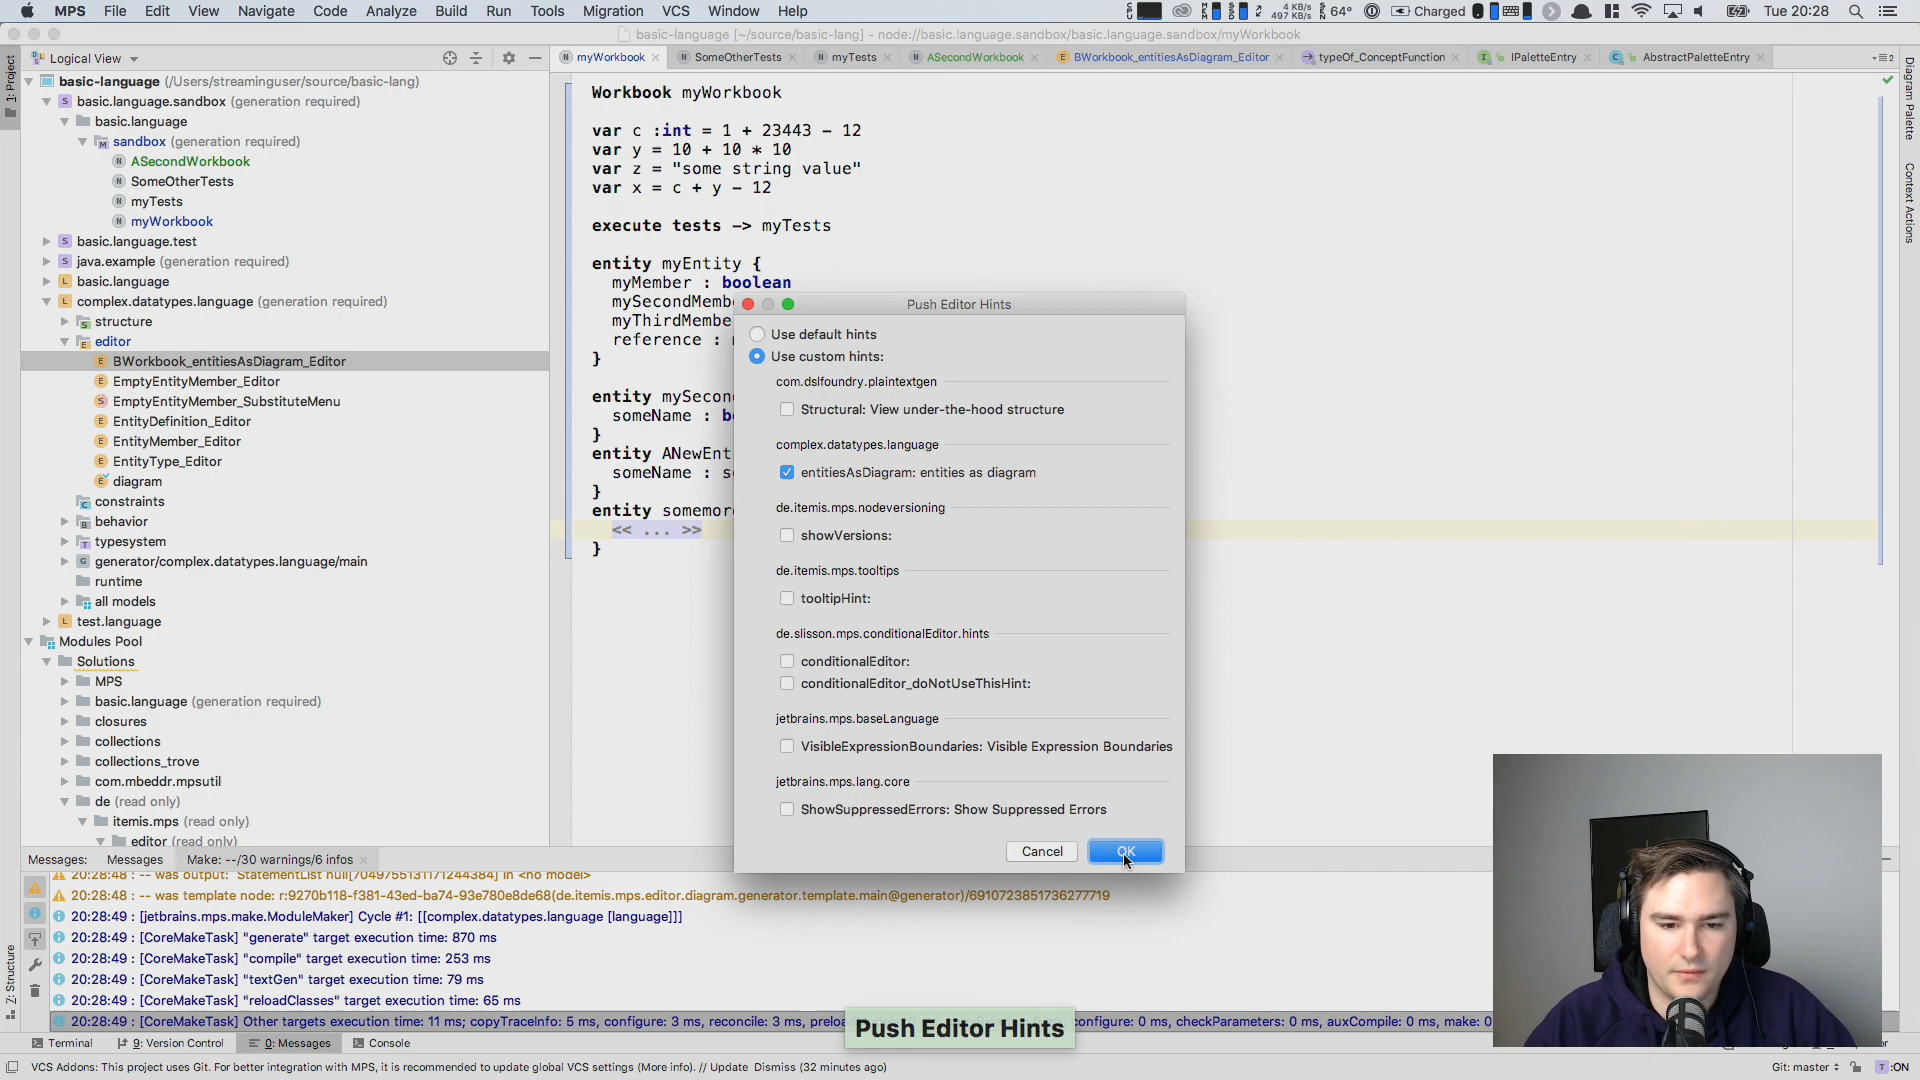 MPS File Edit View Navigate Code Analyze Build Run Tools Migration VCS Window Help
4 KB/s
497 KB/s
64° Charged Tue 20:28
basic-language [~/source/basic-lang] - node://basic.language.sandbox/basic.language.sandbox/myWorkbook
Logical View
myWorkbook SomeOtherTests myTests ASecondWorkbook BWorkbook_entitiesAsDiagram_Editor typeOf_ConceptFunction IPaletteEntry AbstractPaletteEntry
1: Project
Z: Structure
Diagram Palette
Context Actions
basic-language (/Users/streaminguser/source/basic-lang)
basic.language.sandbox (generation required)
basic.language
sandbox (generation required)
ASecondWorkbook
SomeOtherTests
myTests
myWorkbook
basic.language.test
java.example (generation required)
basic.language
complex.datatypes.language (generation required)
structure
editor
BWorkbook_entitiesAsDiagram_Editor
EmptyEntityMember_Editor
EmptyEntityMember_SubstituteMenu
EntityDefinition_Editor
EntityMember_Editor
EntityType_Editor
diagram
constraints
behavior
typesystem
generator/complex.datatypes.language/main
runtime
all models
test.language
Modules Pool
Solutions
MPS
basic.language (generation required)
closures
collections
collections_trove
com.mbeddr.mpsutil
de (read only)
itemis.mps (read only)
editor (read only)
Workbook myWorkbook
var c :int = 1 + 23443 - 12
var y = 10 + 10 * 10
var z = "some string value"
var x = c + y - 12
execute tests -> myTests
entity myEntity {
myMember : boolean
mySecondMemb
myThirdMembe
reference :
}
entity mySec
someName : b
}
entity ANewEnt
someName : s
}
entity somemor
<< ... >>
}
Push Editor Hints
Use default hints
Use custom hints:
com.dslfoundry.plaintextgen
Structural: View under-the-hood structure
complex.datatypes.language
entitiesAsDiagram: entities as diagram
de.itemis.mps.nodeversioning
showVersions:
de.itemis.mps.tooltips
tooltipHint:
de.slisson.mps.conditionalEditor.hints
conditionalEditor:
conditionalEditor_doNotUseThisHint:
jetbrains.mps.baseLanguage
VisibleExpressionBoundaries: Visible Expression Boundaries
jetbrains.mps.lang.core
ShowSuppressedErrors: Show Suppressed Errors
Cancel OK
Messages: Messages Make: --/30 warnings/6 infos
20:28:48 : -- was output: StatementList null[7049755131171244384] in <no model>
20:28:49 : -- was template node: r:9270b118-f381-43ed-ba74-93e780e8de68(de.itemis.mps.editor.diagram.generator.template.main@generator)/6910723851736277719
20:28:49 : [jetbrains.mps.make.ModuleMaker] Cycle #1: [[complex.datatypes.language [language]]]
20:28:49 : [CoreMakeTask] "generate" target execution time: 870 ms
20:28:49 : [CoreMakeTask] "compile" target execution time: 253 ms
20:28:49 : [CoreMakeTask] "textGen" target execution time: 79 ms
20:28:49 : [CoreMakeTask] "reloadClasses" target execution time: 65 ms
20:28:49 : [CoreMakeTask] Other targets execution time: 11 ms; copyTraceInfo: 5 ms, configure: 3 ms, reconcile: 3 ms, preloa configure: 0 ms, checkParameters: 0 ms, auxCompile: 0 ms, make: 0
Push Editor Hints
Terminal 9: Version Control 0: Messages Console
VCS Addons: This project uses Git. For better integration with MPS, it is recommended to update global VCS settings (More info). // Update Dismiss (32 minutes ago)
Git: master T :ON